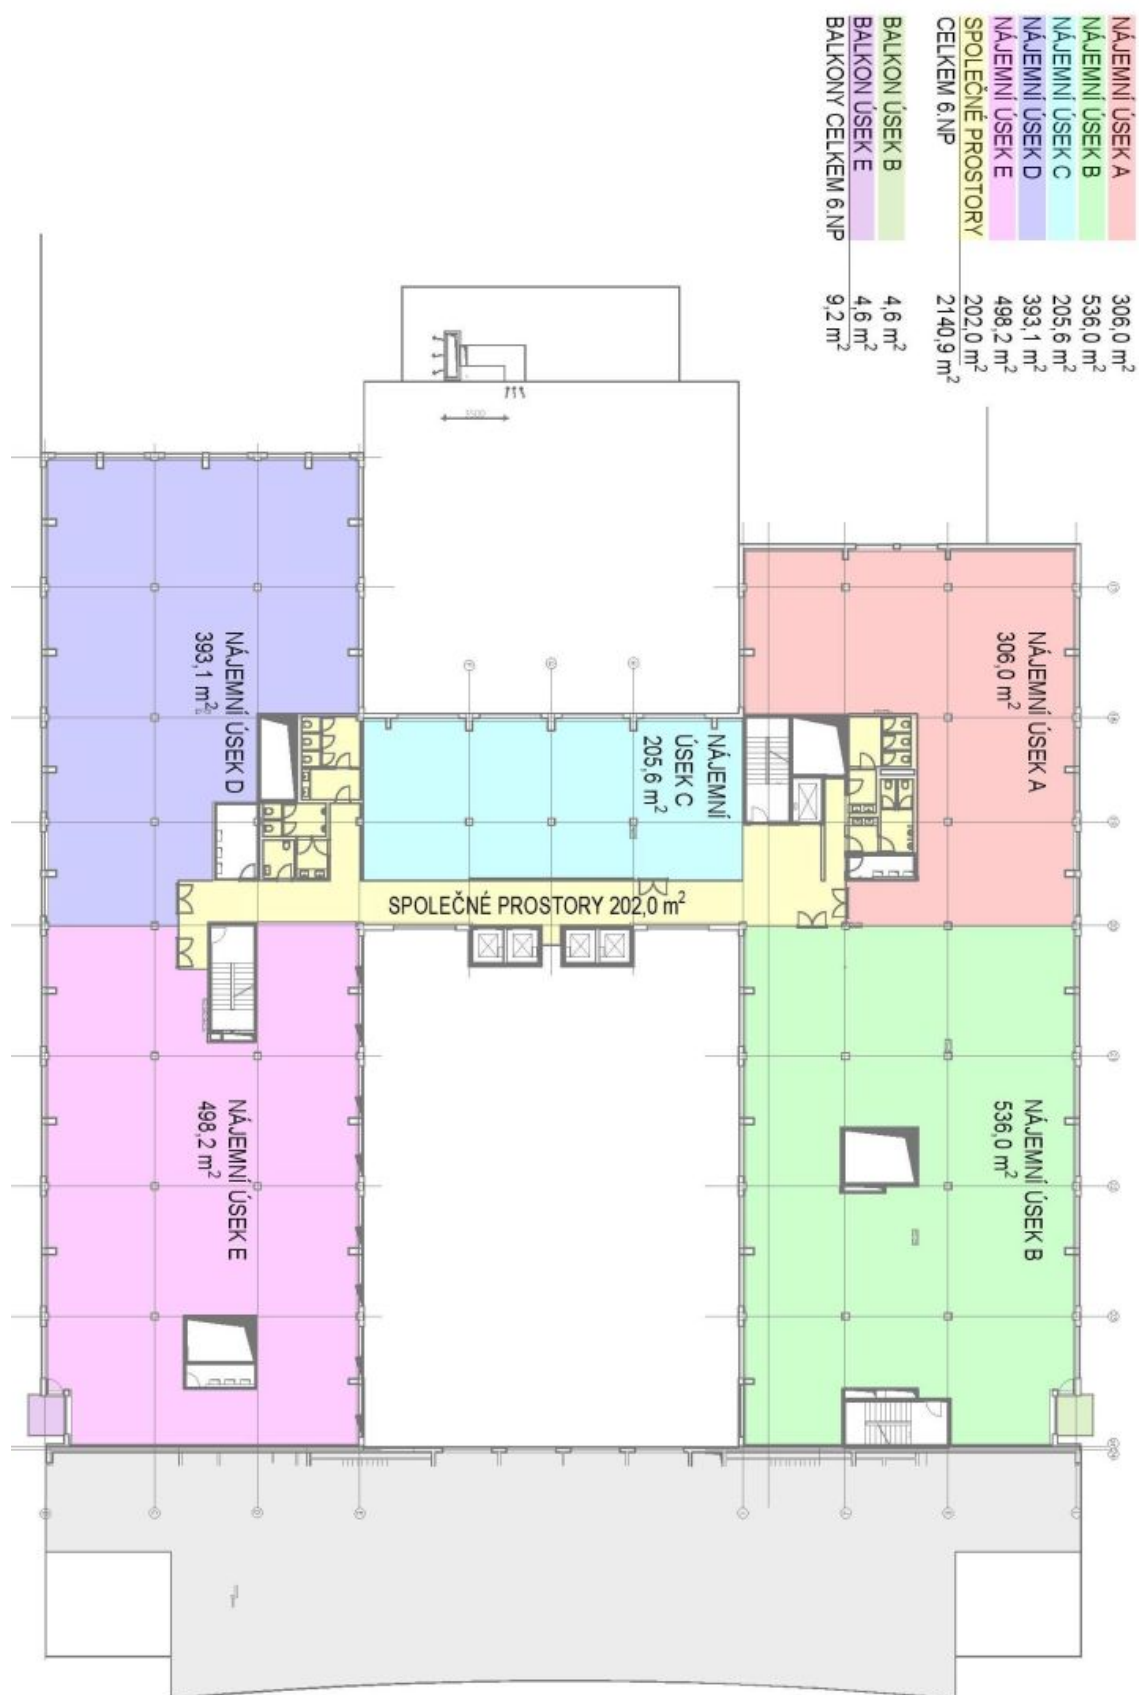 NÁJEMNÍ ÚSEK A 306,0 m²
NÁJEMNÍ ÚSEK B 536,0 m²
NÁJEMNÍ ÚSEK C 205,6 m²
NÁJEMNÍ ÚSEK D 393,1 m²
NÁJEMNÍ ÚSEK E 498,2 m²
SPOLEČNÉ PROSTORY 202,0 m²
CELKEM 6.NP 2140,9 m²
BALKON ÚSEK B 4,6 m²
BALKON ÚSEK E 4,6 m²
BALKONY CELKEM 6.NP 9,2 m²
NÁJEMNÍ ÚSEK A
306,0 m²
NÁJEMNÍ ÚSEK B
536,0 m²
NÁJEMNÍ
ÚSEK C
205,6 m²
NÁJEMNÍ ÚSEK D
393,1 m²
NÁJEMNÍ ÚSEK E
498,2 m²
SPOLEČNÉ PROSTORY 202,0 m²